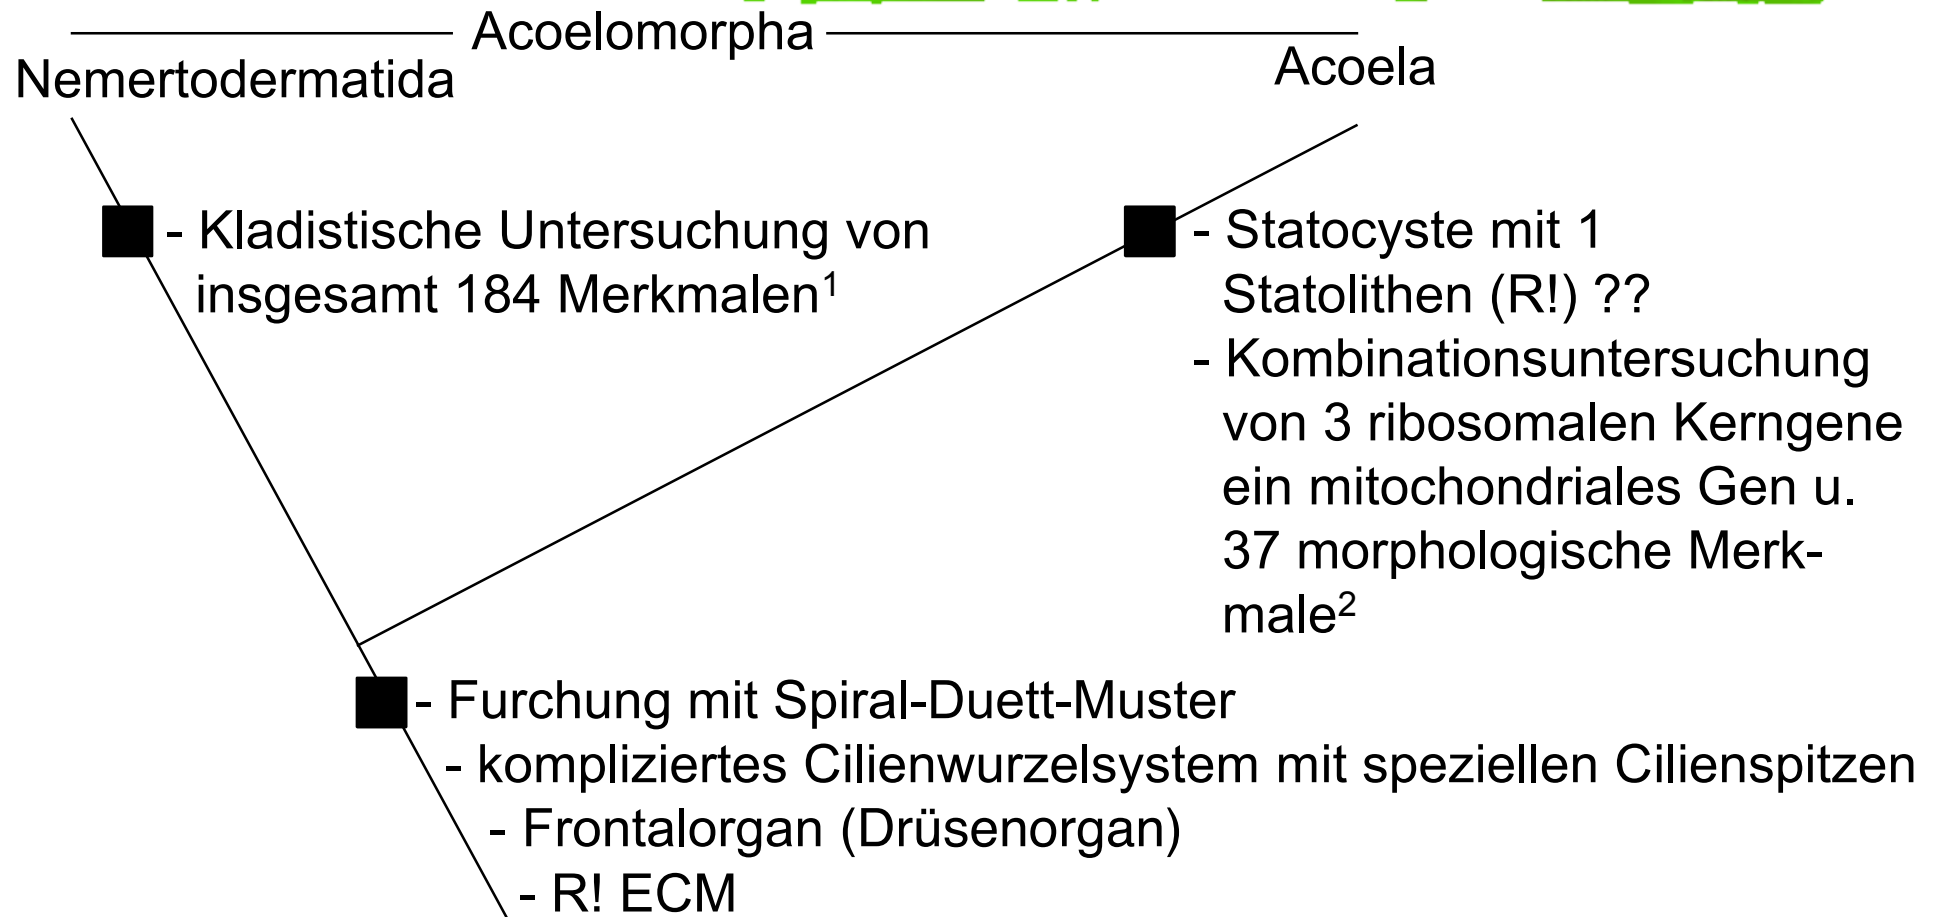 Acoelomorpha
Nemertodermatida
Acoela
- Kladistische Untersuchung von
insgesamt 184 Merkmalen¹
- Statocyste mit 1
Statolithen (R!) ??
- Kombinationsuntersuchung
von 3 ribosomalen Kerngene
ein mitochondriales Gen u.
37 morphologische Merk-
male²
- Furchung mit Spiral-Duett-Muster
- kompliziertes Cilienwurzelsystem mit speziellen Cilienspitzen
- Frontalorgan (Drüsenorgan)
- R! ECM